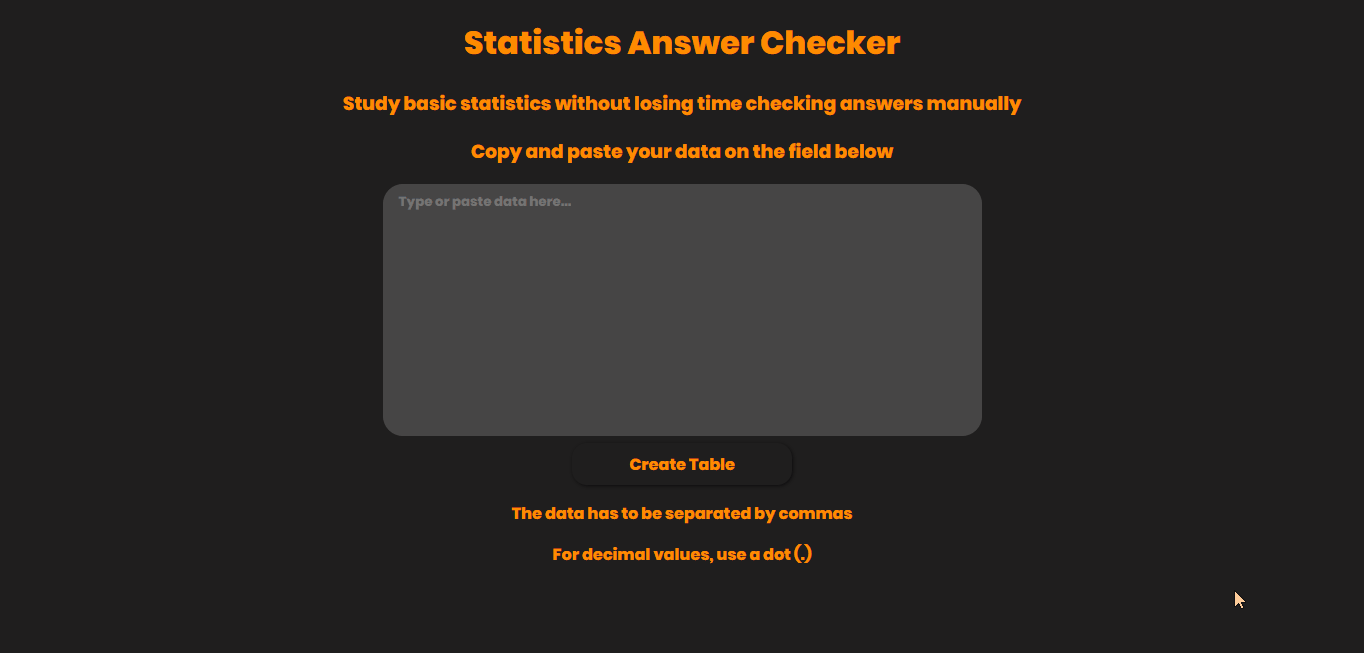 Statistics Answer Checker
Study basic statistics without losing time checking answers manually
Copy and paste your data on the field below
Type or paste data here...
Create Table
The data has to be separated by commas
For decimal values, use a dot (.)